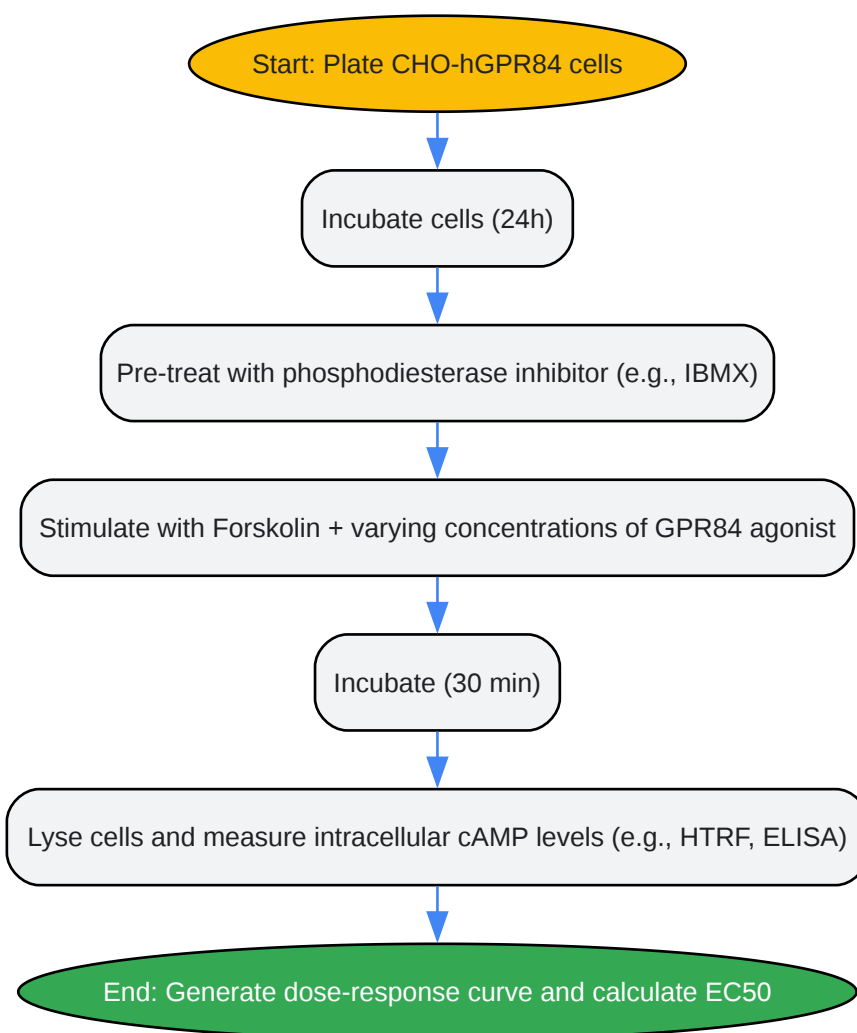 Start: Plate CHO-hGPR84 cells
Incubate cells (24h)
Pre-treat with phosphodiesterase inhibitor (e.g., IBMX)
Stimulate with Forskolin + varying concentrations of GPR84 agonist
Incubate (30 min)
Lyse cells and measure intracellular cAMP levels (e.g., HTRF, ELISA)
End: Generate dose-response curve and calculate EC50